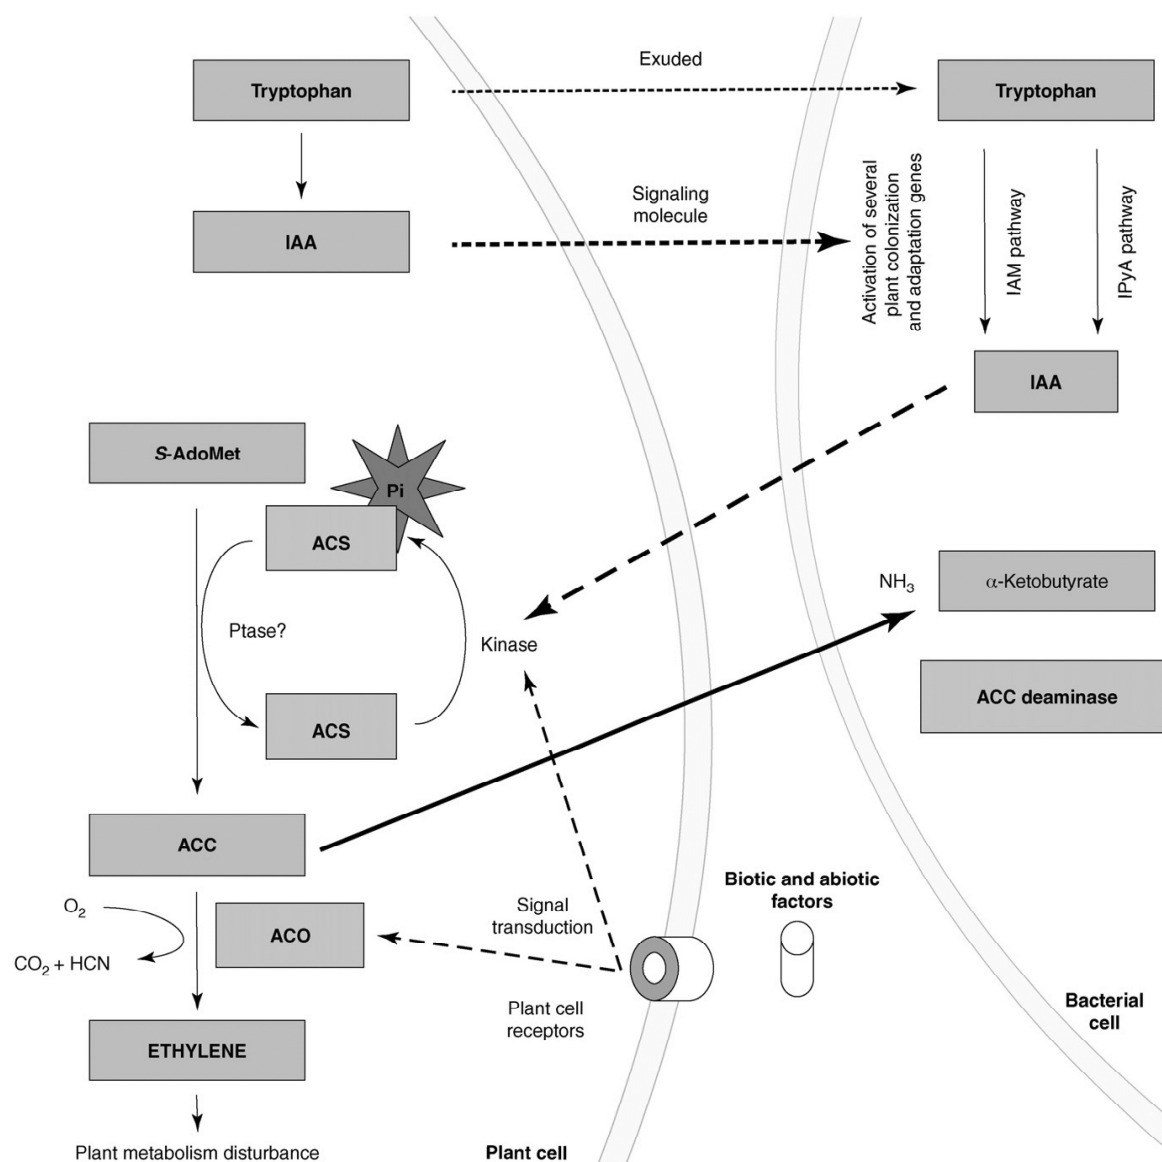 Exuded
Tryptophan
Tryptophan
Signaling
molecule
Activation of several
plant colonization
and adaptation genes
IAM pathway
IPyA pathway
IAA
IAA
S-AdoMet
Pi
ACS
NH3
α-Ketobutyrate
Ptase?
Kinase
ACS
ACC deaminase
ACC
Biotic and abiotic
factors
O2
ACO
Signal
transduction
CO2 + HCN
Plant cell
receptors
Bacterial
cell
ETHYLENE
Plant metabolism disturbance
Plant cell